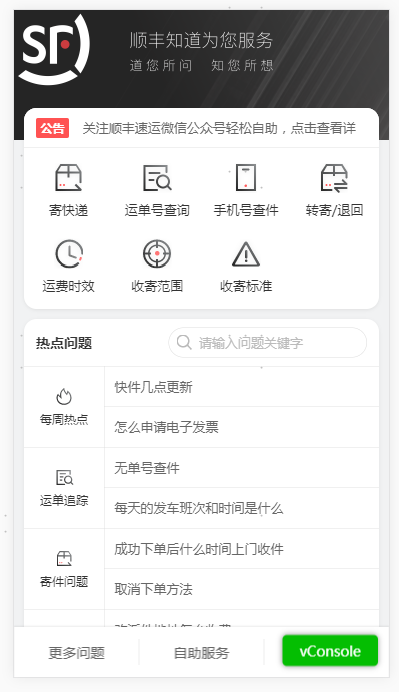 SF
顺丰知道为您服务
道您所问 知您所想
公告 关注顺丰速运微信公众号轻松自助，点击查看详
寄快递 运单号查询 手机号查件 转寄/退回
运费时效 收寄范围 收寄标准
热点问题 请输入问题关键字
每周热点
快件几点更新
怎么申请电子发票
运单追踪
无单号查件
每天的发车班次和时间是什么
寄件问题
成功下单后什么时间上门收件
取消下单方法
更多问题 自助服务 vConsole